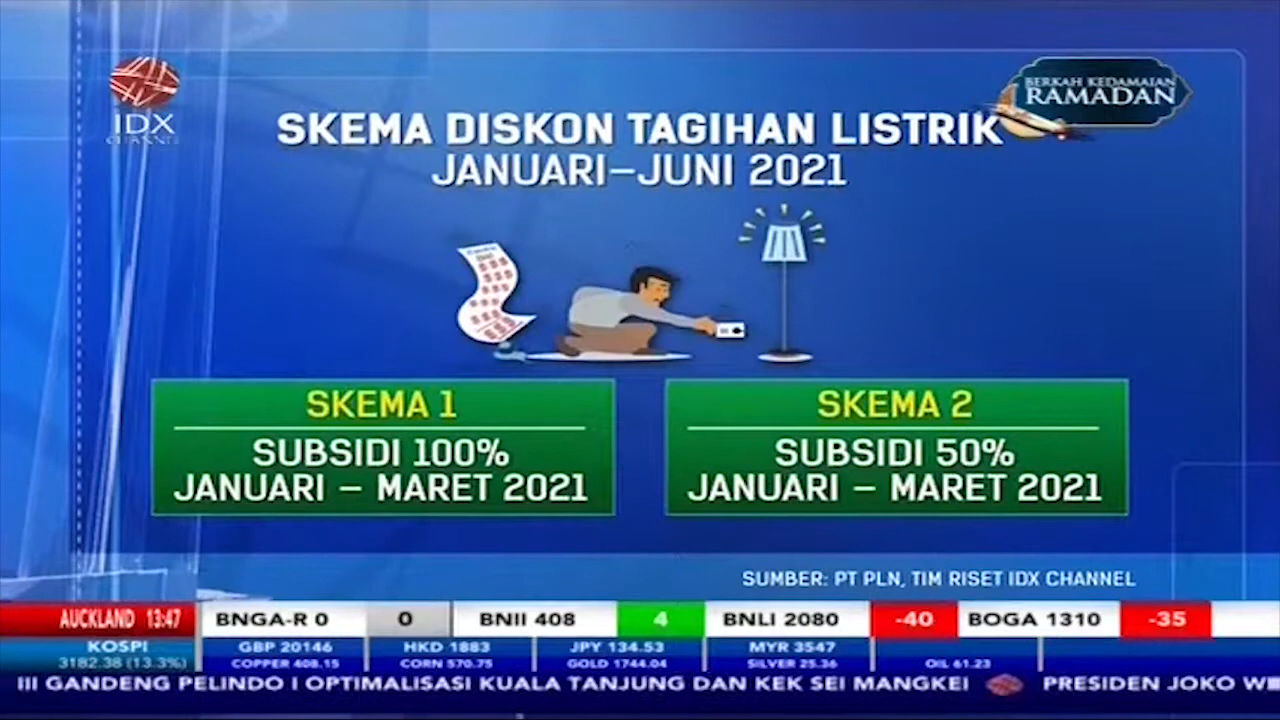 IDX
CHANNEL
BERKAH KEDAMAIAN
RAMADAN
SKEMA DISKON TAGIHAN LISTRIK
JANUARI–JUNI 2021
SKEMA 1
SUBSIDI 100%
JANUARI – MARET 2021
SKEMA 2
SUBSIDI 50%
JANUARI – MARET 2021
SUMBER: PT PLN, TIM RISET IDX CHANNEL
AUCKLAND 13:47 BNGA-R 0 0 BNII 408 4 BNLI 2080 -40 BOGA 1310 -35
KOSPI GBP 20146 HKD 1883 JPY 134.53 MYR 3547
3182.38 (13.3%) COPPER 408.15 CORN 570.75 GOLD 1744.04 SILVER 25.36 OIL 61.23
III GANDENG PELINDO I OPTIMALISASI KUALA TANJUNG DAN KEK SEI MANGKEI PRESIDEN JOKO